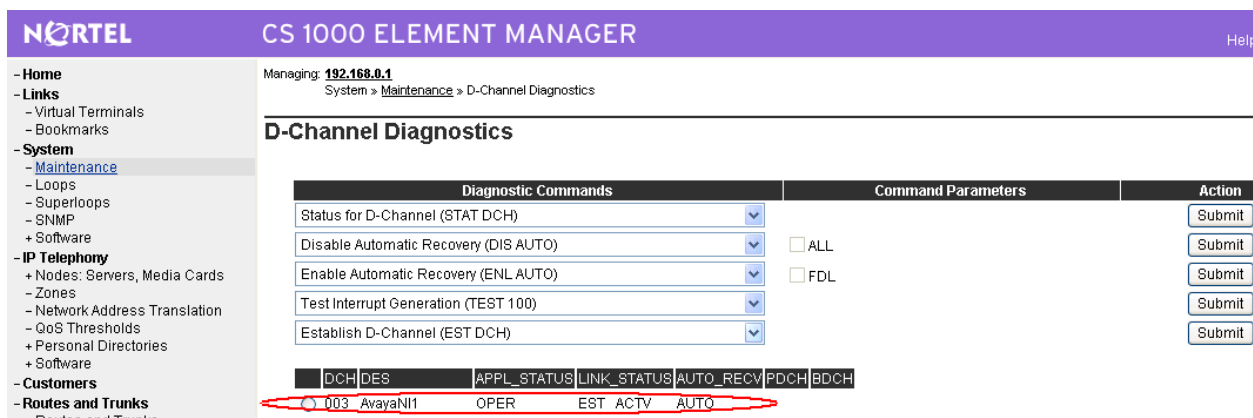 NORTEL
CS 1000 ELEMENT MANAGER
Help
- Home
- Links
- Virtual Terminals
- Bookmarks
- System
- Maintenance
- Loops
- Superloops
- SNMP
+ Software
- IP Telephony
+ Nodes: Servers, Media Cards
- Zones
- Network Address Translation
- QoS Thresholds
+ Personal Directories
+ Software
- Customers
- Routes and Trunks
- Routes and Trunks
Managing: 192.168.0.1
System » Maintenance » D-Channel Diagnostics
D-Channel Diagnostics
Diagnostic Commands Command Parameters Action
Status for D-Channel (STAT DCH) Submit
Disable Automatic Recovery (DIS AUTO) ALL Submit
Enable Automatic Recovery (ENL AUTO) FDL Submit
Test Interrupt Generation (TEST 100) Submit
Establish D-Channel (EST DCH) Submit
DCH DES APPL_STATUS LINK_STATUS AUTO_RECV PDCH BDCH
003 AvayaNI1 OPER EST ACTV AUTO